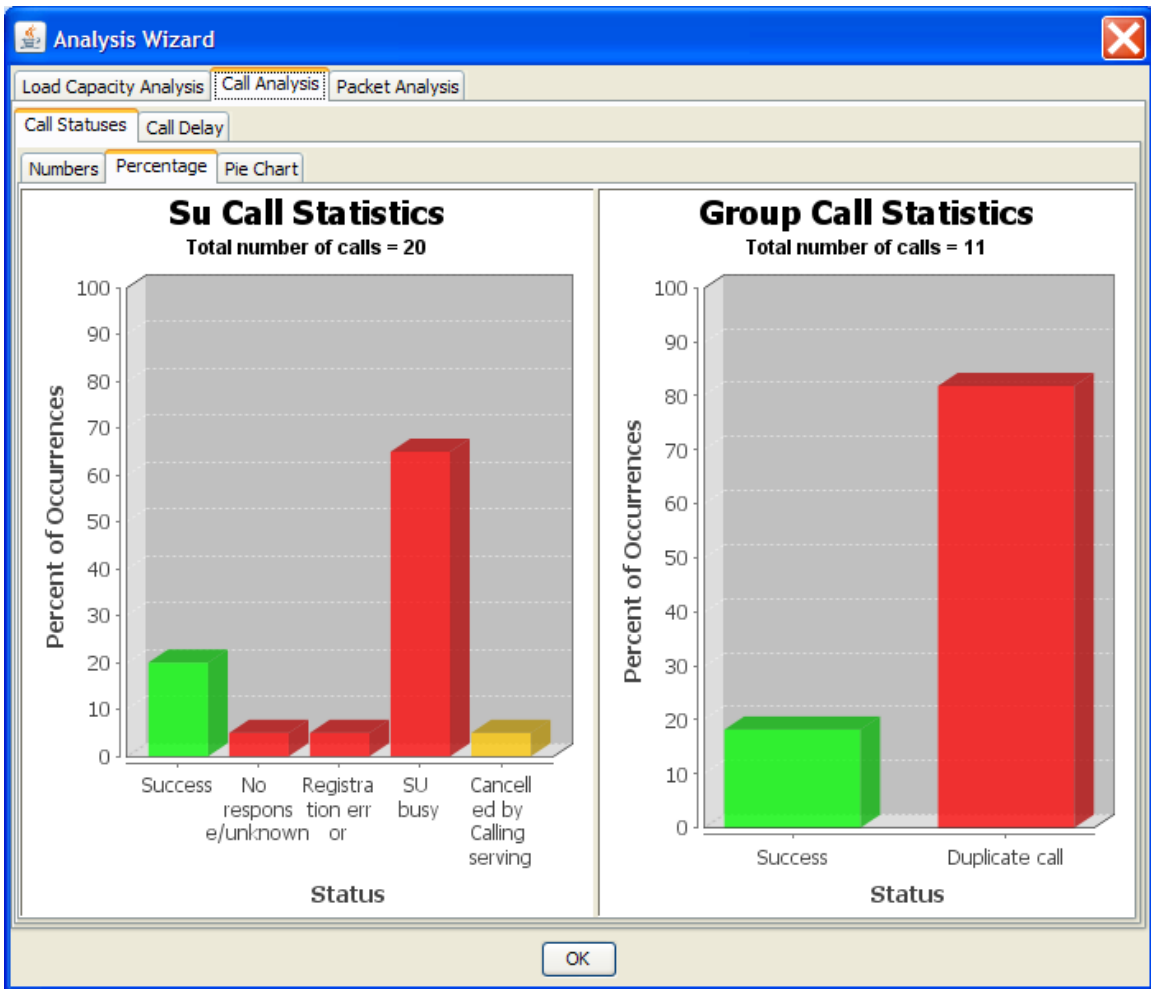 Analysis Wizard
Load Capacity Analysis Call Analysis Packet Analysis
Call Statuses Call Delay
Numbers Percentage Pie Chart
Su Call Statistics
Total number of calls = 20
100
90
80
70
60
50
40
30
20
10
0
Percent of Occurrences
Success
No
respons
e/unknown
Registra
tion err
or
SU
busy
Cancell
ed by
Calling
serving
Status
Group Call Statistics
Total number of calls = 11
100
90
80
70
60
50
40
30
20
10
0
Percent of Occurrences
Success
Duplicate call
Status
OK